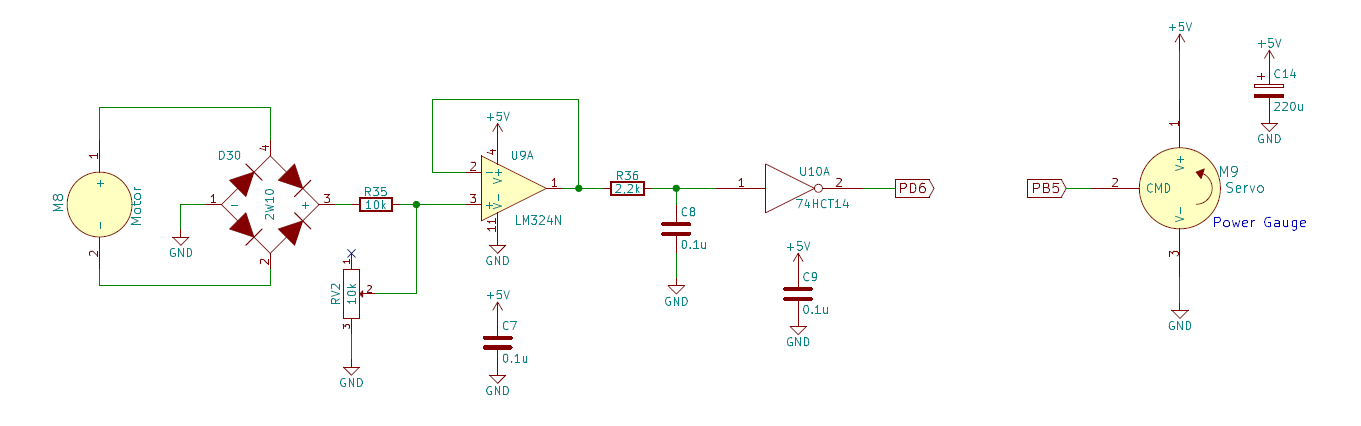 +5V
+5V
C14
+
220u
GND
1
M8
+
-
Motor
2
D30
4
1
-
2W10
+
3
2
GND
R35
10k
1
RV2
10k
2
3
GND
+5V
4
U9A
2
-
V+
1
3
+
V-
11
LM324N
GND
+5V
C7
0.1u
GND
R36
2.2k
C8
0.1u
GND
1
U10A
2
74HCT14
PD6
+5V
C9
0.1u
GND
PB5
2
1
V+
CMD
V-
M9
Servo
Power Gauge
3
GND